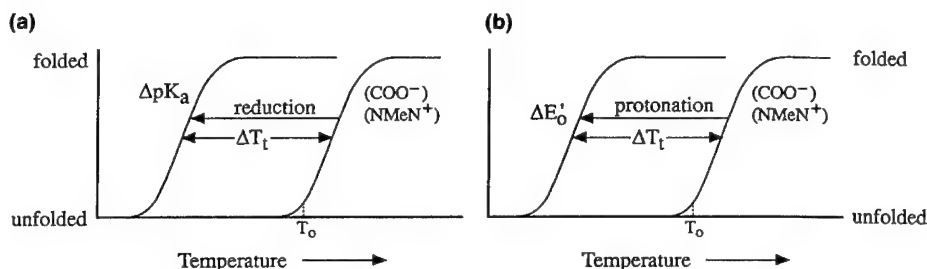 (a)
folded
ΔpKa
reduction
ΔTt
(COO⁻)
(NMeN⁺)
unfolded
To
Temperature
(b)
folded
ΔE°'
protonation
ΔTt
(COO⁻)
(NMeN⁺)
unfolded
To
Temperature